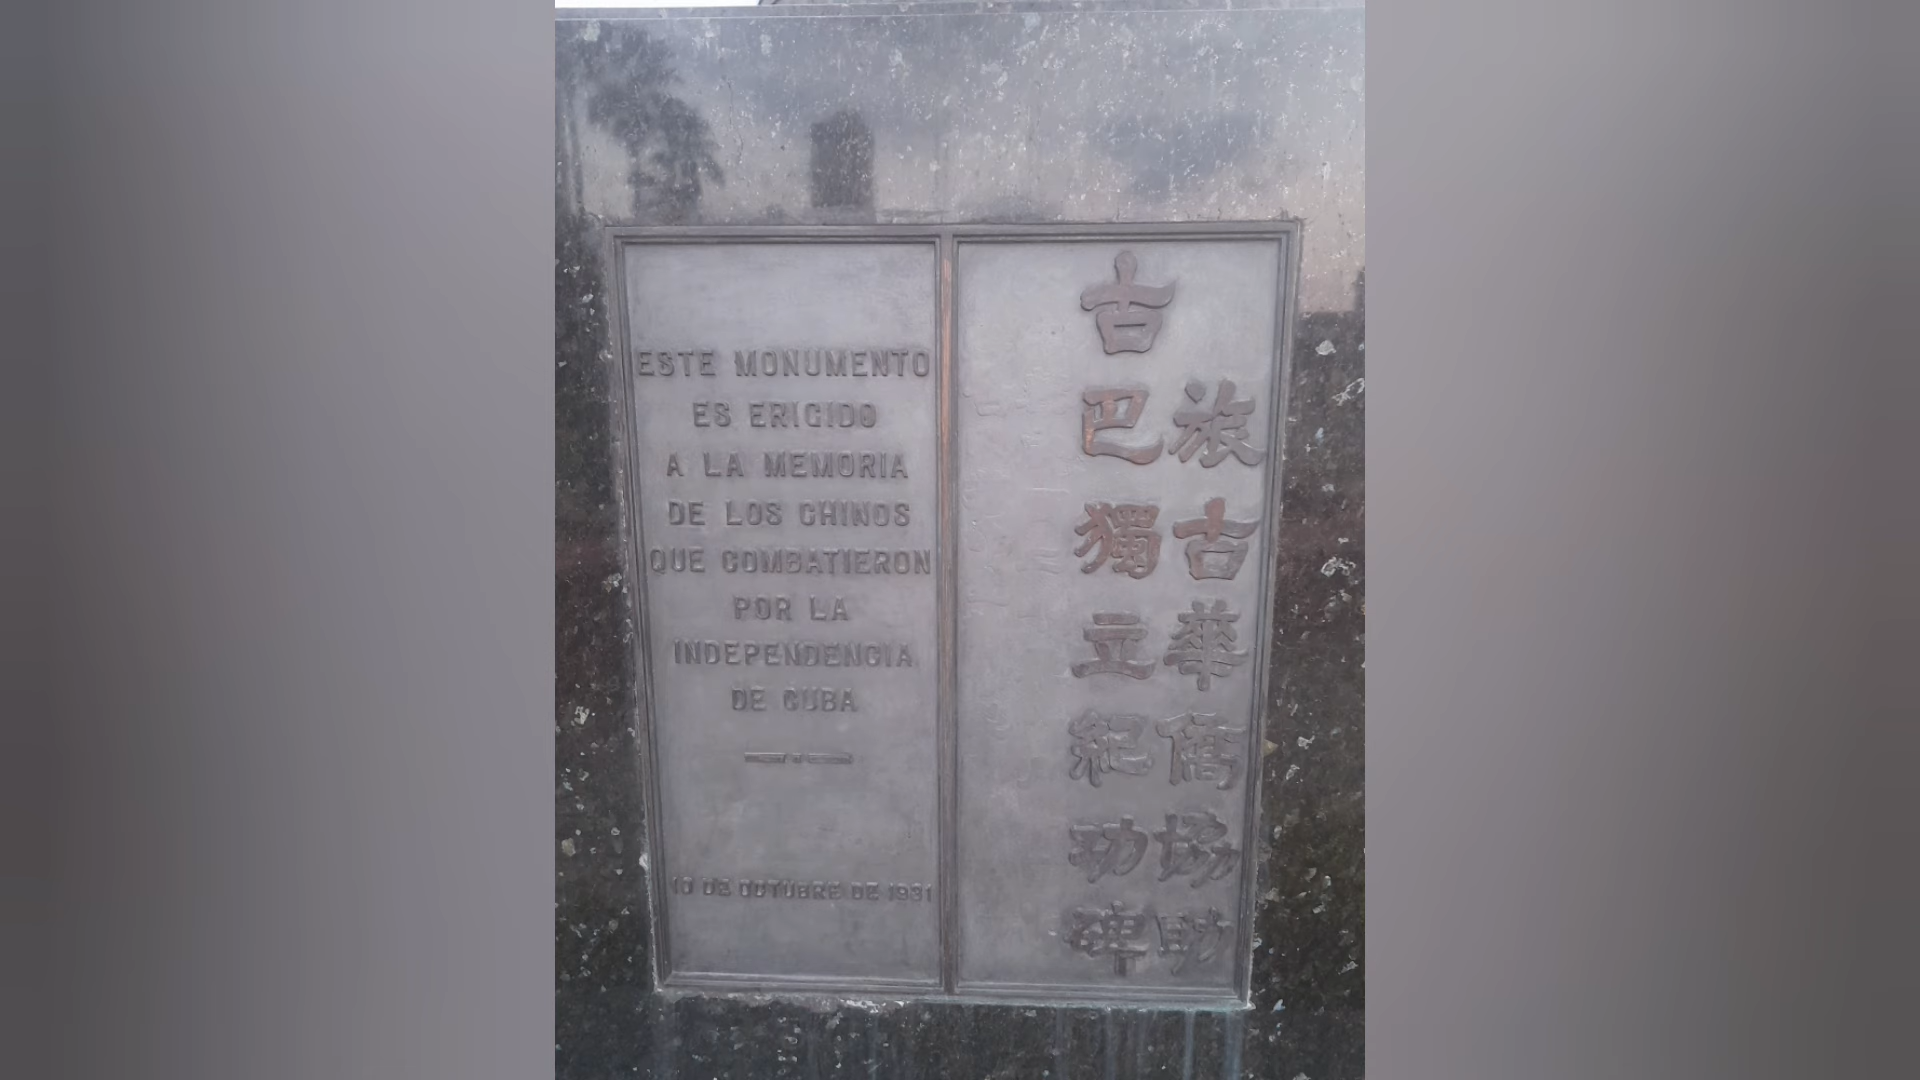 ESTE MONUMENTO
ES ERIGIDO
A LA MEMORIA
DE LOS CHINOS
QUE COMBATIERON
POR LA
INDEPENDENCIA
DE CUBA
10 DE OCTUBRE DE 1931
旅古華僑協助
古巴獨立紀功碑